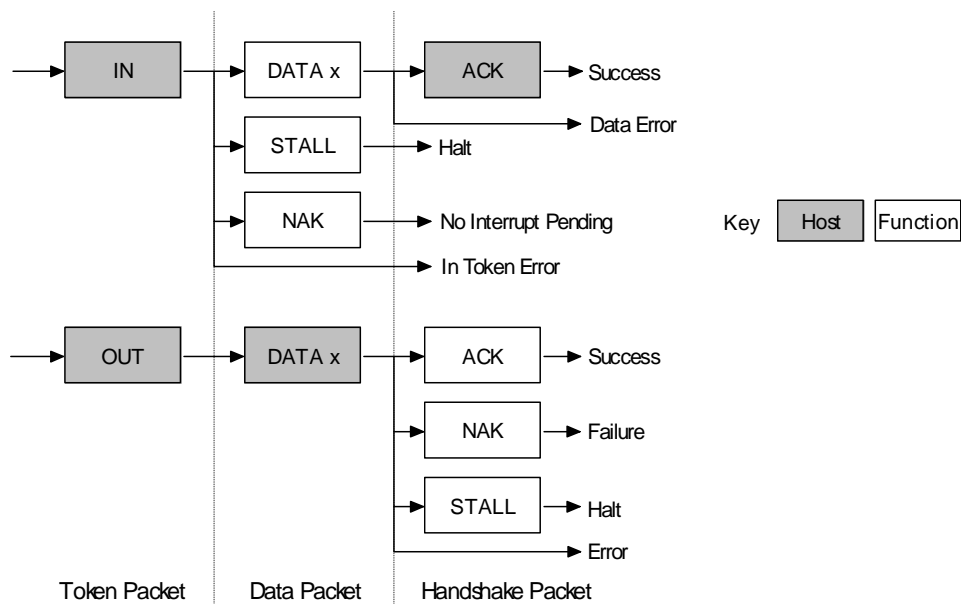 IN
DATA x
ACK
Success
Data Error
STALL
Halt
NAK
No Interrupt Pending
In Token Error
Key
Host
Function
OUT
DATA x
ACK
Success
NAK
Failure
STALL
Halt
Error
Token Packet
Data Packet
Handshake Packet